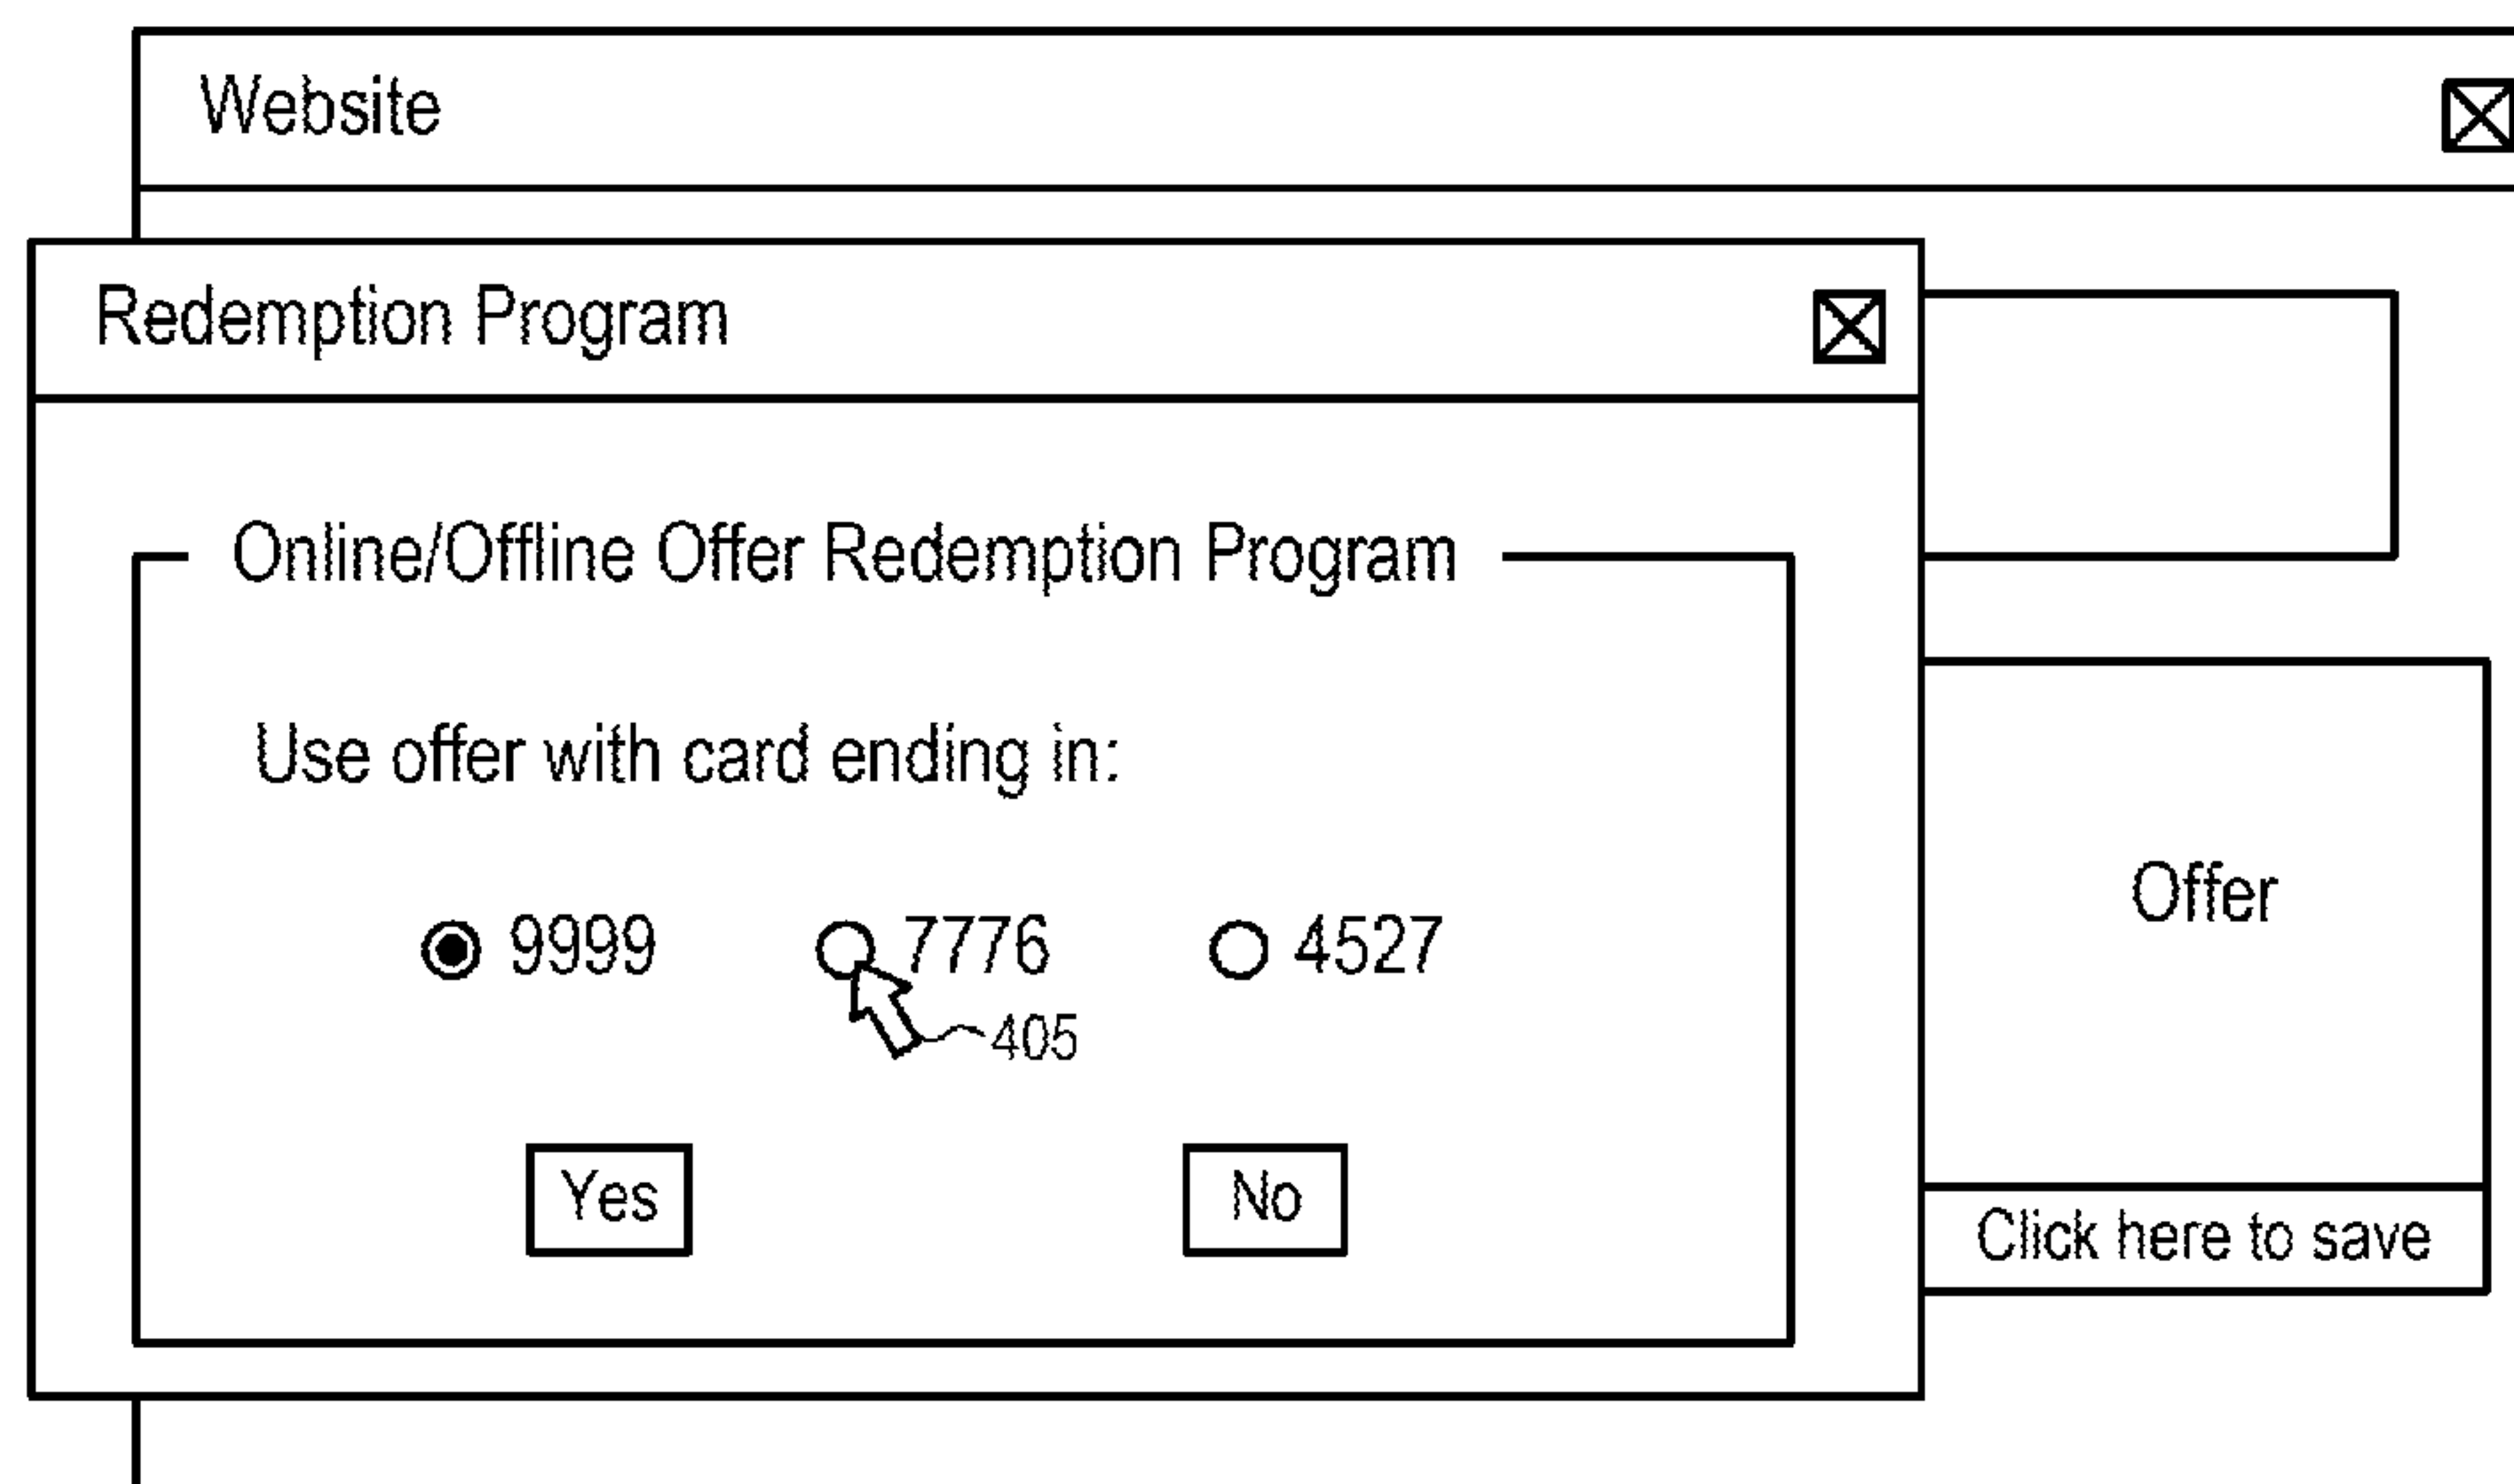 Website
Redemption Program
Online/Offline Offer Redemption Program
Use offer with card ending in:
9999 7776 4527
405
Yes No
Offer
Click here to save